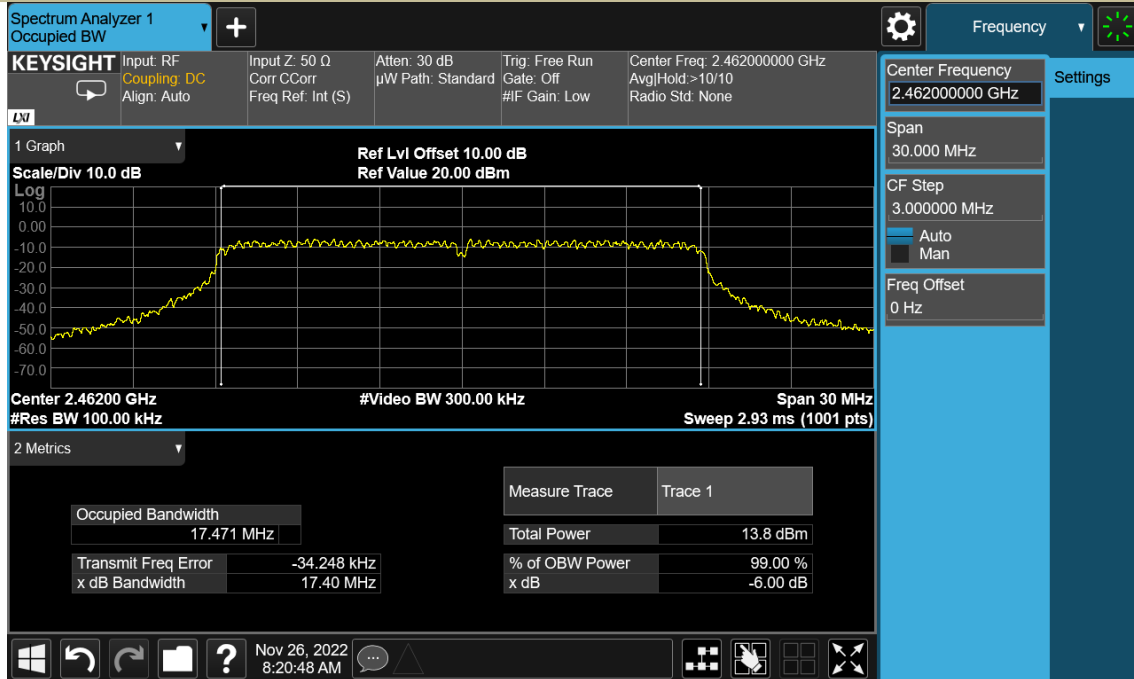 Spectrum Analyzer 1
Occupied BW
Frequency
KEYSIGHT
LXI
Input: RF
Coupling: DC
Align: Auto
Input Z: 50 Ω
Corr CCorr
Freq Ref: Int (S)
Atten: 30 dB
µW Path: Standard
Trig: Free Run
Gate: Off
#IF Gain: Low
Center Freq: 2.462000000 GHz
Avg|Hold:>10/10
Radio Std: None
Center Frequency
2.462000000 GHz
Settings
Span
30.000 MHz
CF Step
3.000000 MHz
Auto
Man
Freq Offset
0 Hz
1 Graph
Scale/Div 10.0 dB
Ref Lvl Offset 10.00 dB
Ref Value 20.00 dBm
Log
10.0
0.00
-10.0
-20.0
-30.0
-40.0
-50.0
-60.0
-70.0
Center 2.46200 GHz
#Video BW 300.00 kHz
Span 30 MHz
#Res BW 100.00 kHz
Sweep 2.93 ms (1001 pts)
2 Metrics
Measure Trace
Trace 1
Occupied Bandwidth
17.471 MHz
Total Power
13.8 dBm
Transmit Freq Error
-34.248 kHz
% of OBW Power
99.00 %
x dB Bandwidth
17.40 MHz
x dB
-6.00 dB
?
Nov 26, 2022
8:20:48 AM